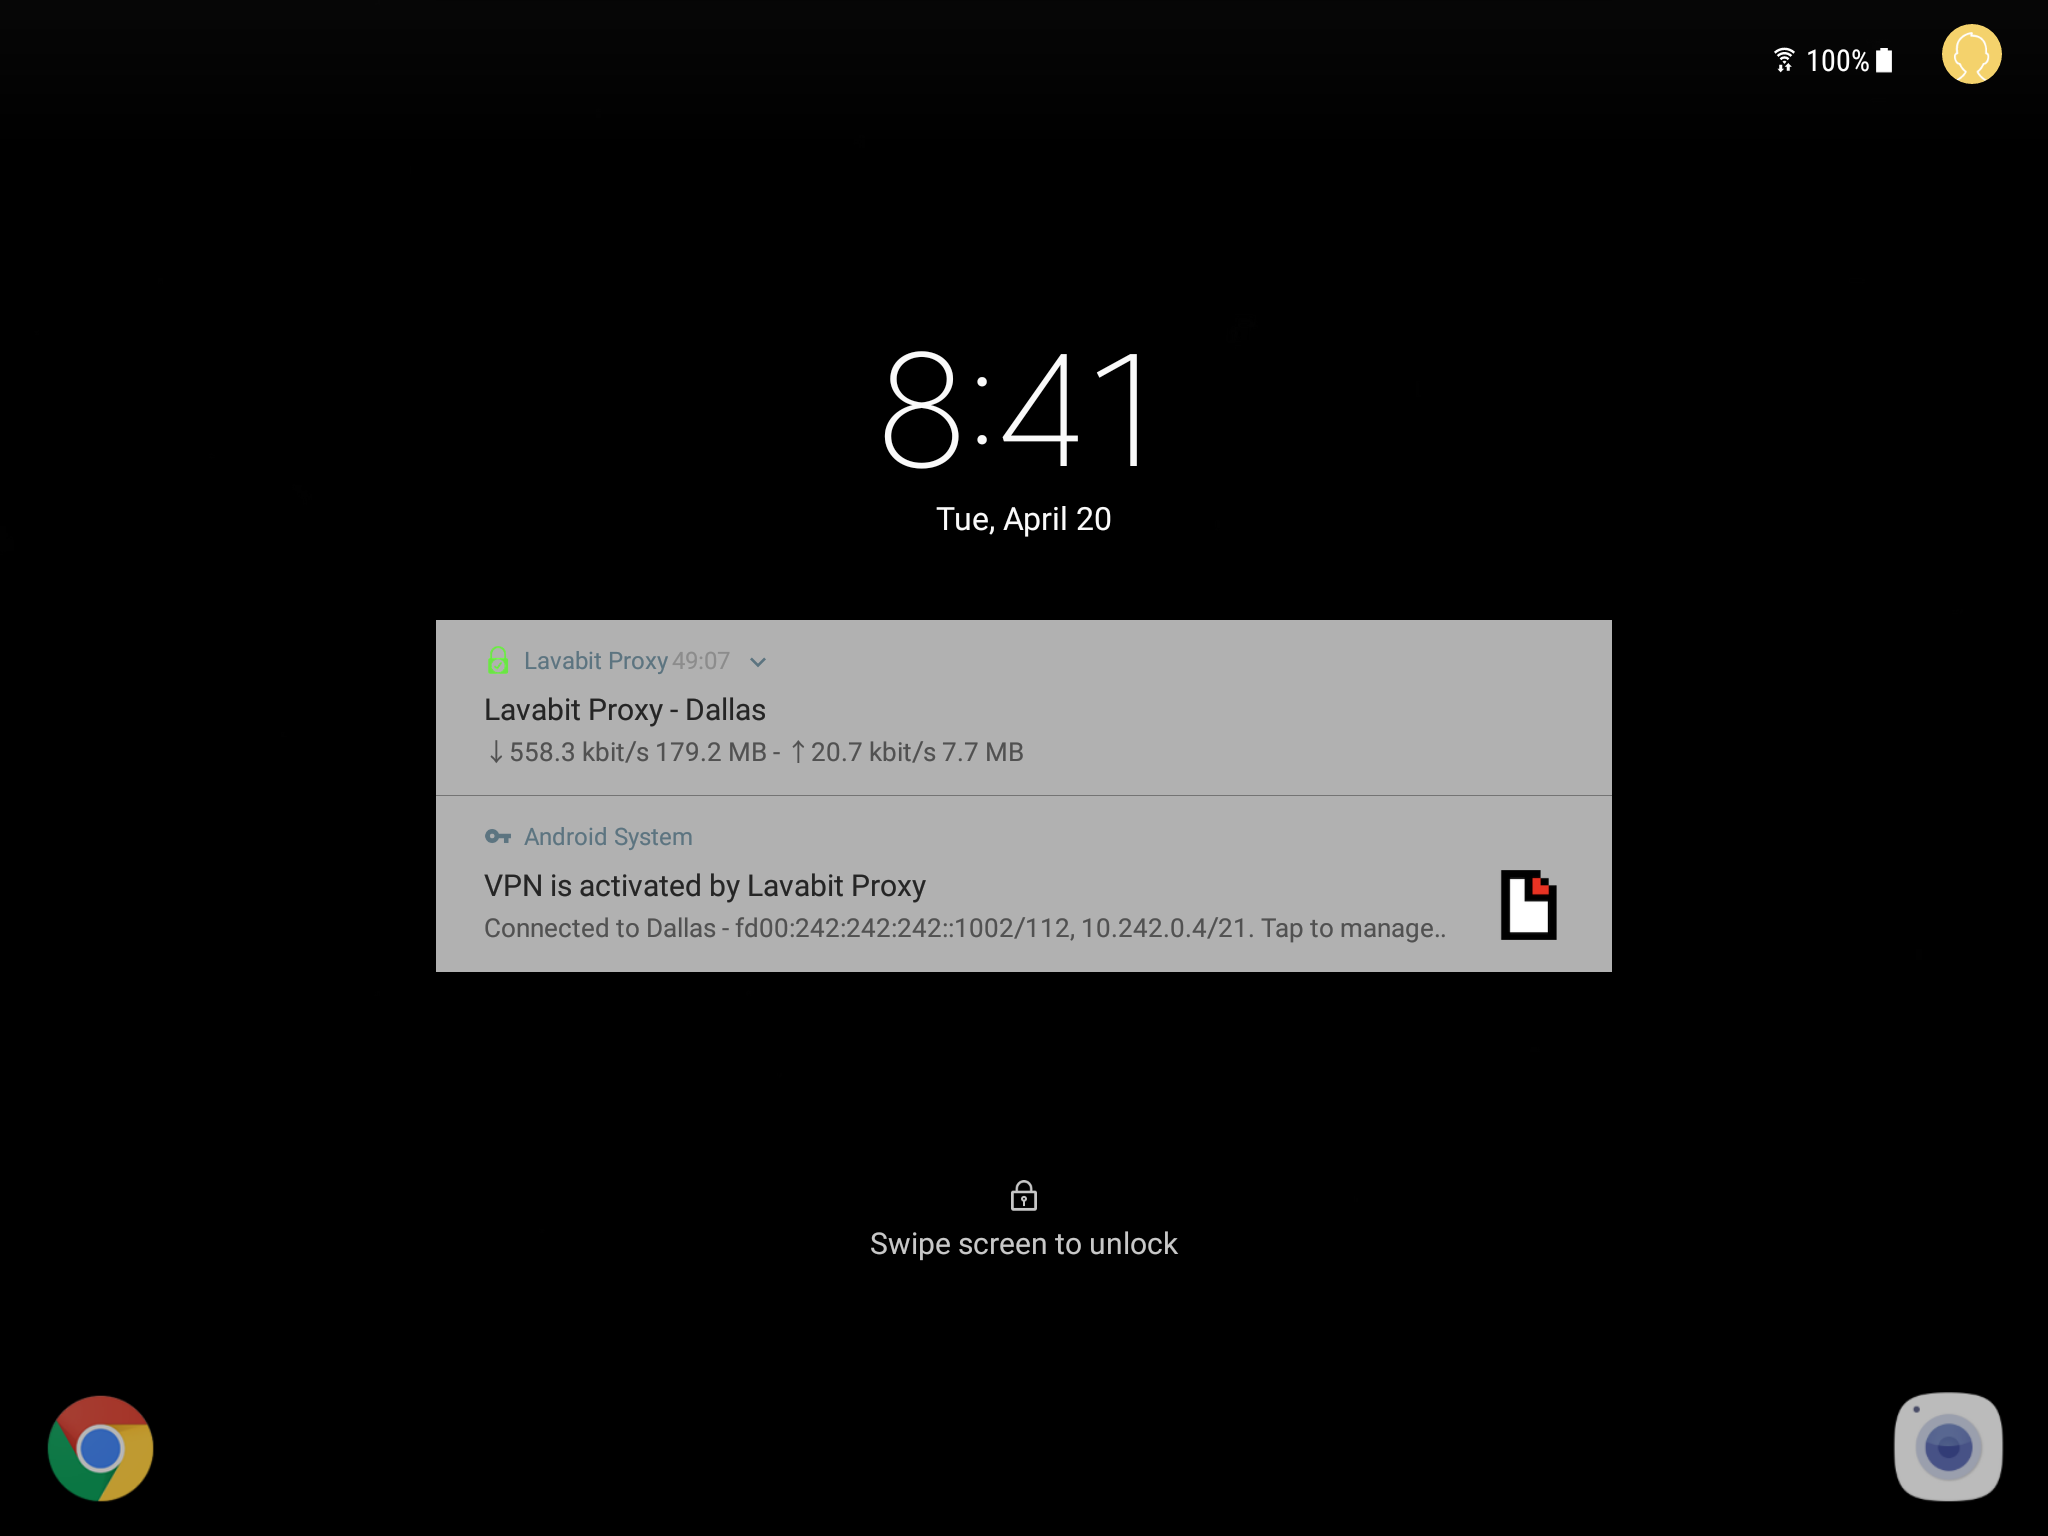 100%
8:41
Tue, April 20
Lavabit Proxy 49:07
Lavabit Proxy - Dallas
↓558.3 kbit/s 179.2 MB - ↑20.7 kbit/s 7.7 MB
Android System
VPN is activated by Lavabit Proxy
Connected to Dallas - fd00:242:242:242::1002/112, 10.242.0.4/21. Tap to manage..
Swipe screen to unlock